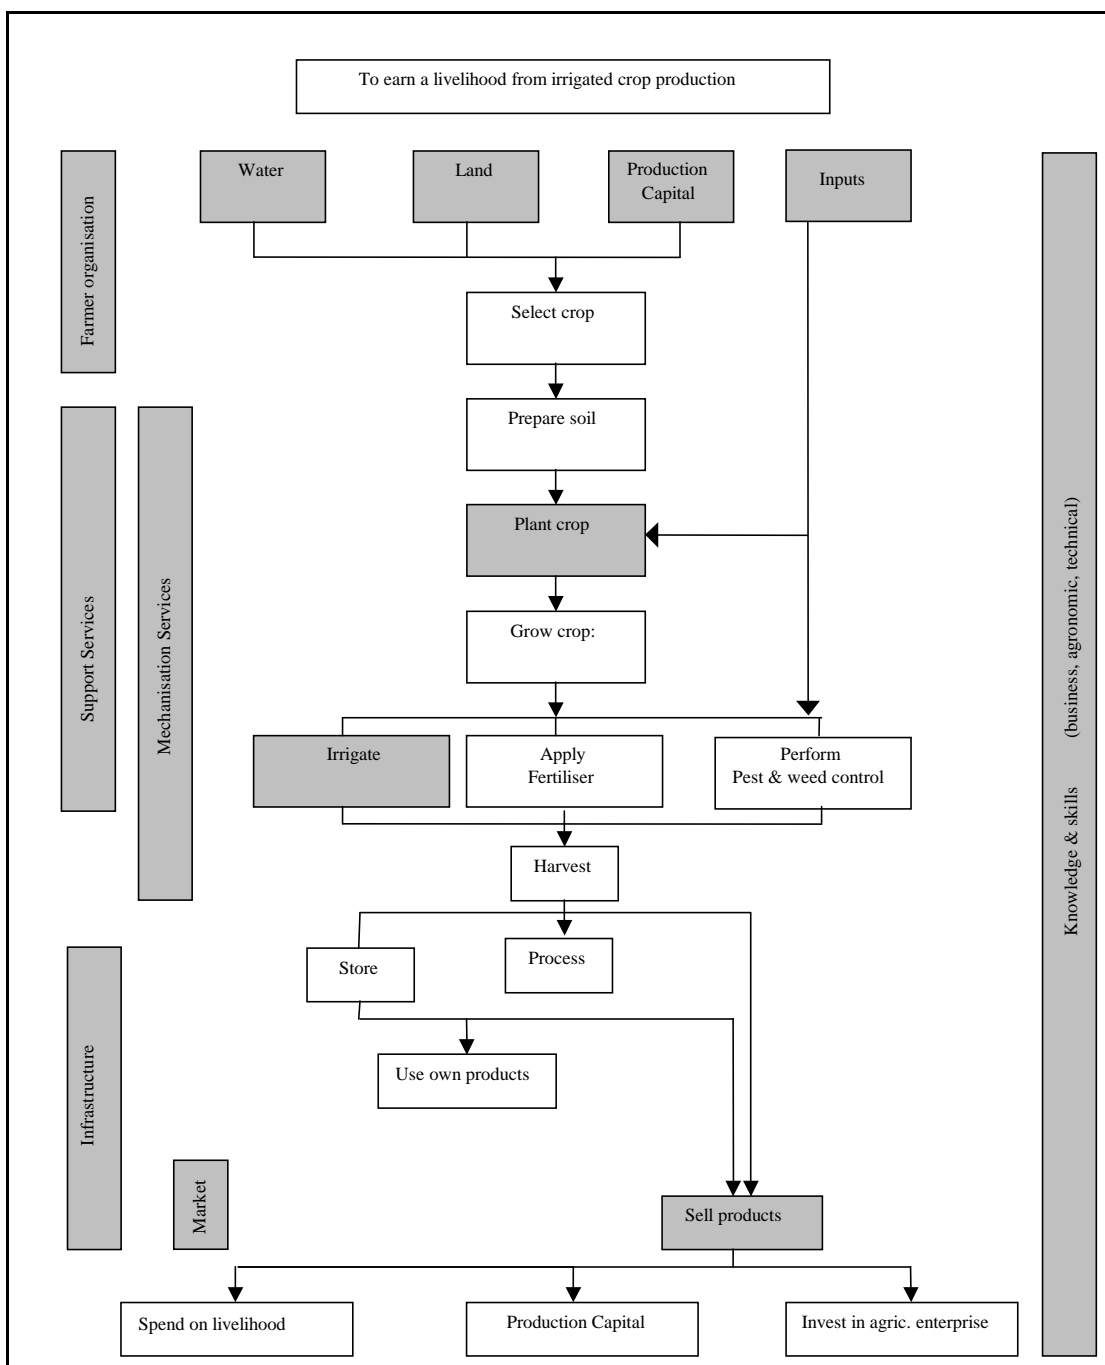 To earn a livelihood from irrigated crop production
Water
Land
Production
Capital
Inputs
Farmer organisation
Select crop
Prepare soil
Plant crop
Grow crop:
Support Services
Mechanisation Services
Knowledge & skills (business, agronomic, technical)
Irrigate
Apply
Fertiliser
Perform
Pest & weed control
Harvest
Store
Process
Use own products
Infrastructure
Market
Sell products
Spend on livelihood
Production Capital
Invest in agric. enterprise